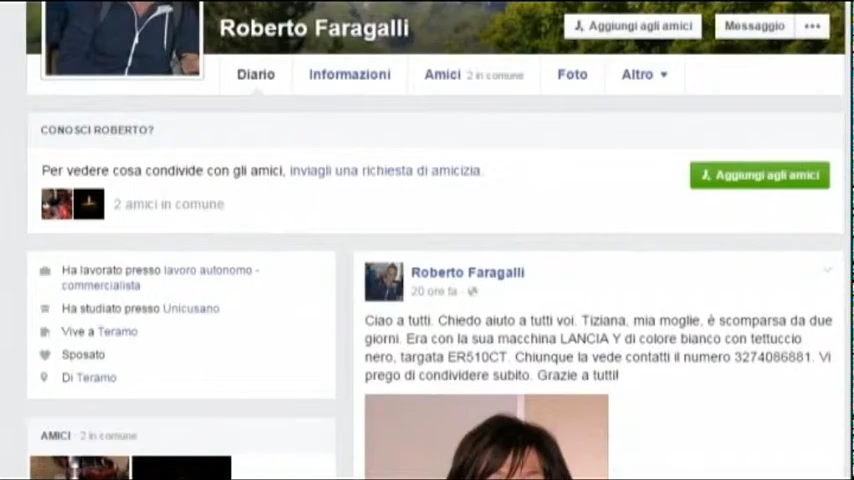 Roberto Faragalli
Aggiungi agli amici
Messaggio
Diario
Informazioni
Amici 2 in comune
Foto
Altro
CONOSCI ROBERTO?
Per vedere cosa condivide con gli amici, inviagli una richiesta di amicizia.
Aggiungi agli amici
2 amici in comune
Ha lavorato presso lavoro autonomo -
commercialista
Ha studiato presso Unicusano
Vive a Teramo
Sposato
Di Teramo
AMICI · 2 in comune
Roberto Faragalli
20 ore fa
Ciao a tutti. Chiedo aiuto a tutti voi. Tiziana, mia moglie, è scomparsa da due
giorni. Era con la sua macchina LANCIA Y di colore bianco con tettuccio
nero, targata ER510CT. Chiunque la vede contatti il numero 3274086881. Vi
prego di condividere subito. Grazie a tutti!